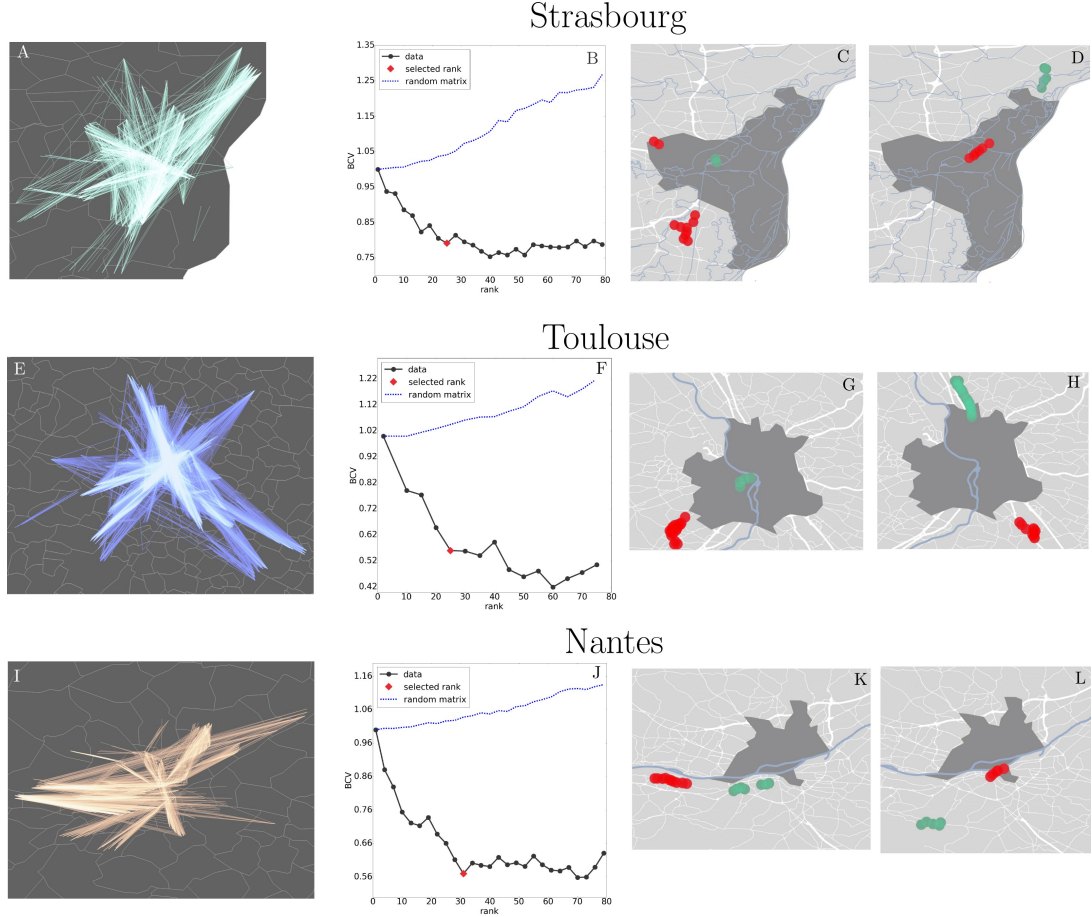 Strasbourg
A
B
C
D
data
selected rank
random matrix
1.35
1.25
1.15
1.05
0.95
0.85
0.75
BCV
0 10 20 30 40 50 60 70 80
rank
Toulouse
E
F
G
H
data
selected rank
random matrix
1.22
1.12
1.02
0.92
0.82
0.72
0.62
0.52
0.42
BCV
0 10 20 30 40 50 60 70 80
rank
Nantes
I
J
K
L
data
selected rank
random matrix
1.16
1.06
0.96
0.86
0.76
0.66
0.56
BCV
0 10 20 30 40 50 60 70 80
rank